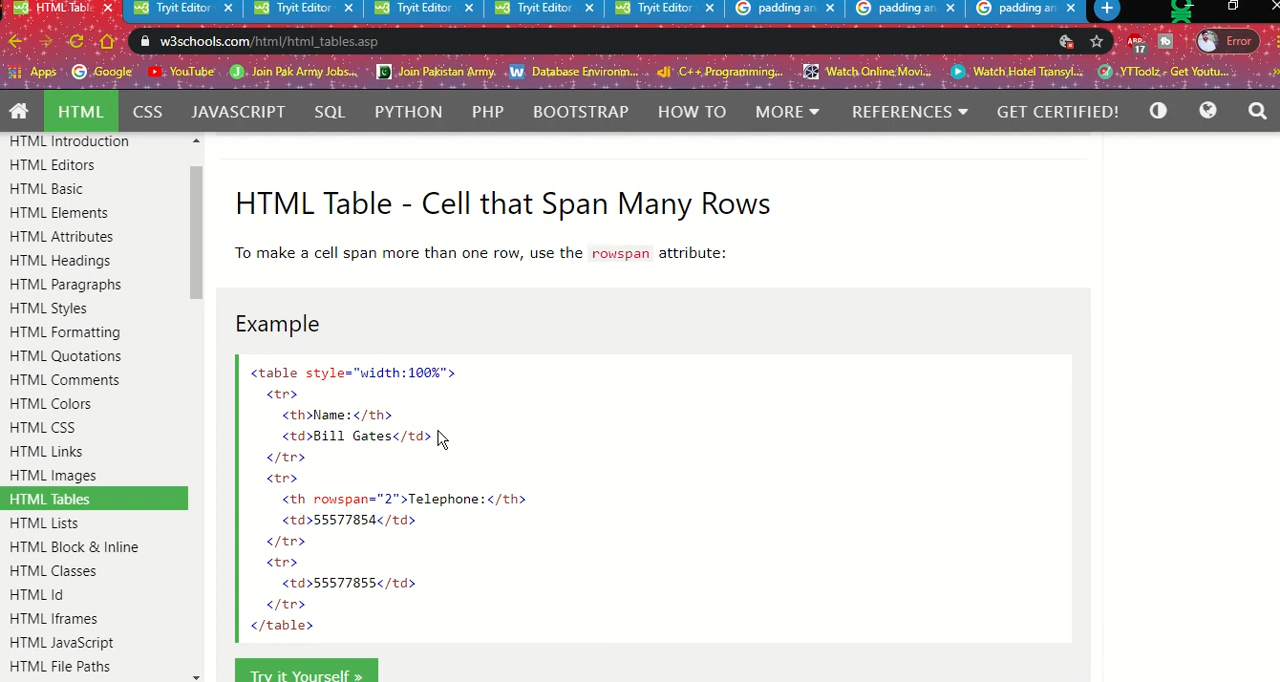 HTML Table
Tryit Editor
Tryit Editor
Tryit Editor
Tryit Editor
Tryit Editor
padding an
padding an
padding an
w3schools.com/html/html_tables.asp
17
Error
Apps
Google
YouTube
Join Pak Army Jobs...
Join Pakistan Army
Database Environm...
C++ Programming...
Watch Online Movi...
Watch Hotel Transyl...
YTToolz - Get Youtu...
HTML
CSS
JAVASCRIPT
SQL
PYTHON
PHP
BOOTSTRAP
HOW TO
MORE
REFERENCES
GET CERTIFIED!
HTML Introduction
HTML Editors
HTML Basic
HTML Elements
HTML Attributes
HTML Headings
HTML Paragraphs
HTML Styles
HTML Formatting
HTML Quotations
HTML Comments
HTML Colors
HTML CSS
HTML Links
HTML Images
HTML Tables
HTML Lists
HTML Block & Inline
HTML Classes
HTML Id
HTML Iframes
HTML JavaScript
HTML File Paths
HTML Table - Cell that Span Many Rows
To make a cell span more than one row, use the rowspan attribute:
Example
<table style="width:100%">
<tr>
<th>Name:</th>
<td>Bill Gates</td>
</tr>
<tr>
<th rowspan="2">Telephone:</th>
<td>55577854</td>
</tr>
<tr>
<td>55577855</td>
</tr>
</table>
Try it Yourself »